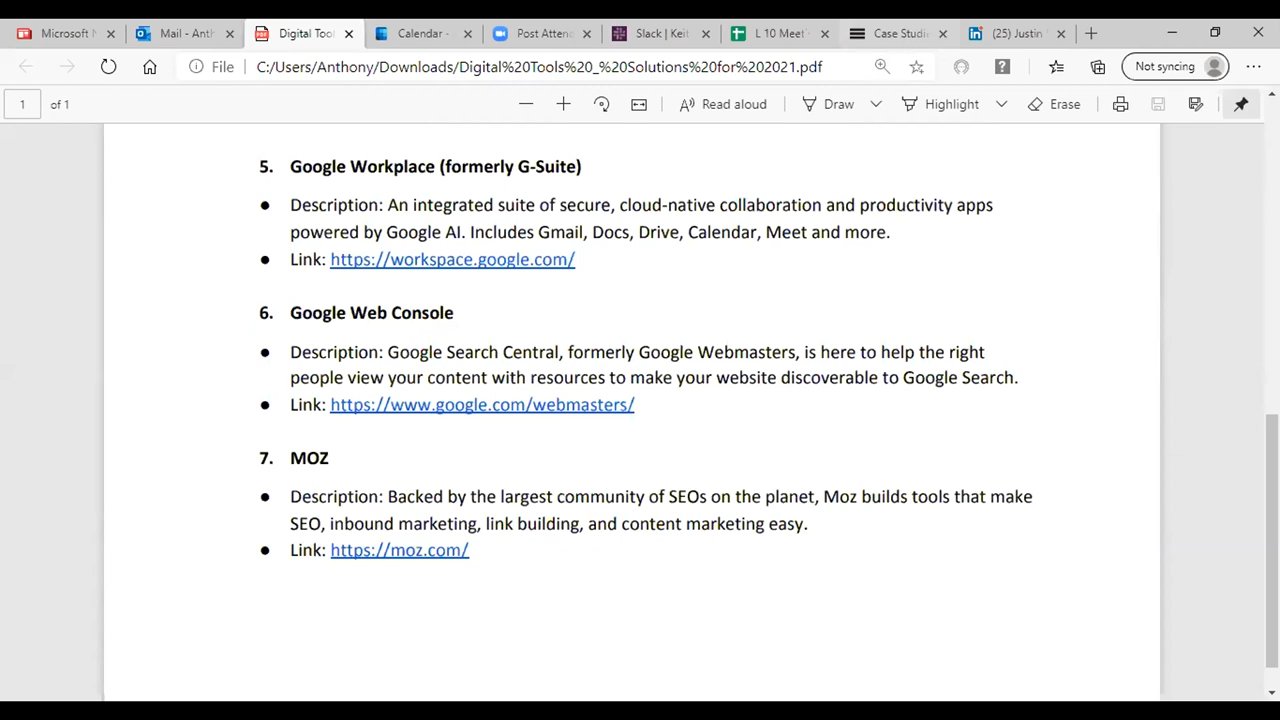 Microsoft N
Mail - Anth
Digital Tool
Calendar -
Post Attend
Slack | Keit
L 10 Meet
Case Studi
(25) Justin
File
C:/Users/Anthony/Downloads/Digital%20Tools%20_%20Solutions%20for%202021.pdf
Not syncing
1
of 1
Read aloud
Draw
Highlight
Erase
5. Google Workplace (formerly G-Suite)
● Description: An integrated suite of secure, cloud-native collaboration and productivity apps
powered by Google AI. Includes Gmail, Docs, Drive, Calendar, Meet and more.
● Link: https://workspace.google.com/
6. Google Web Console
● Description: Google Search Central, formerly Google Webmasters, is here to help the right
people view your content with resources to make your website discoverable to Google Search.
● Link: https://www.google.com/webmasters/
7. MOZ
● Description: Backed by the largest community of SEOs on the planet, Moz builds tools that make
SEO, inbound marketing, link building, and content marketing easy.
● Link: https://moz.com/